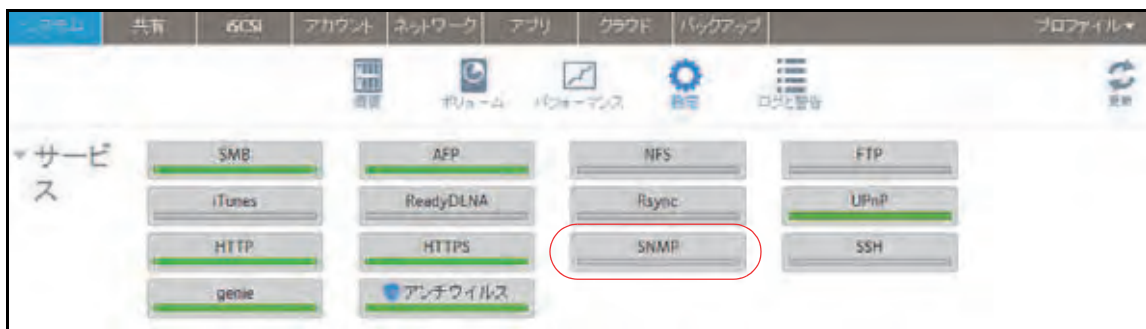 システム 共有 iSCSI アカウント ネットワーク アプリ クラウド バックアップ プロファイル▼
概要 ボリューム パフォーマンス 設定 ログと警告 更新
▼サービス
SMB AFP NFS FTP
iTunes ReadyDLNA Rsync UPnP
HTTP HTTPS SNMP SSH
genie アンチウイルス